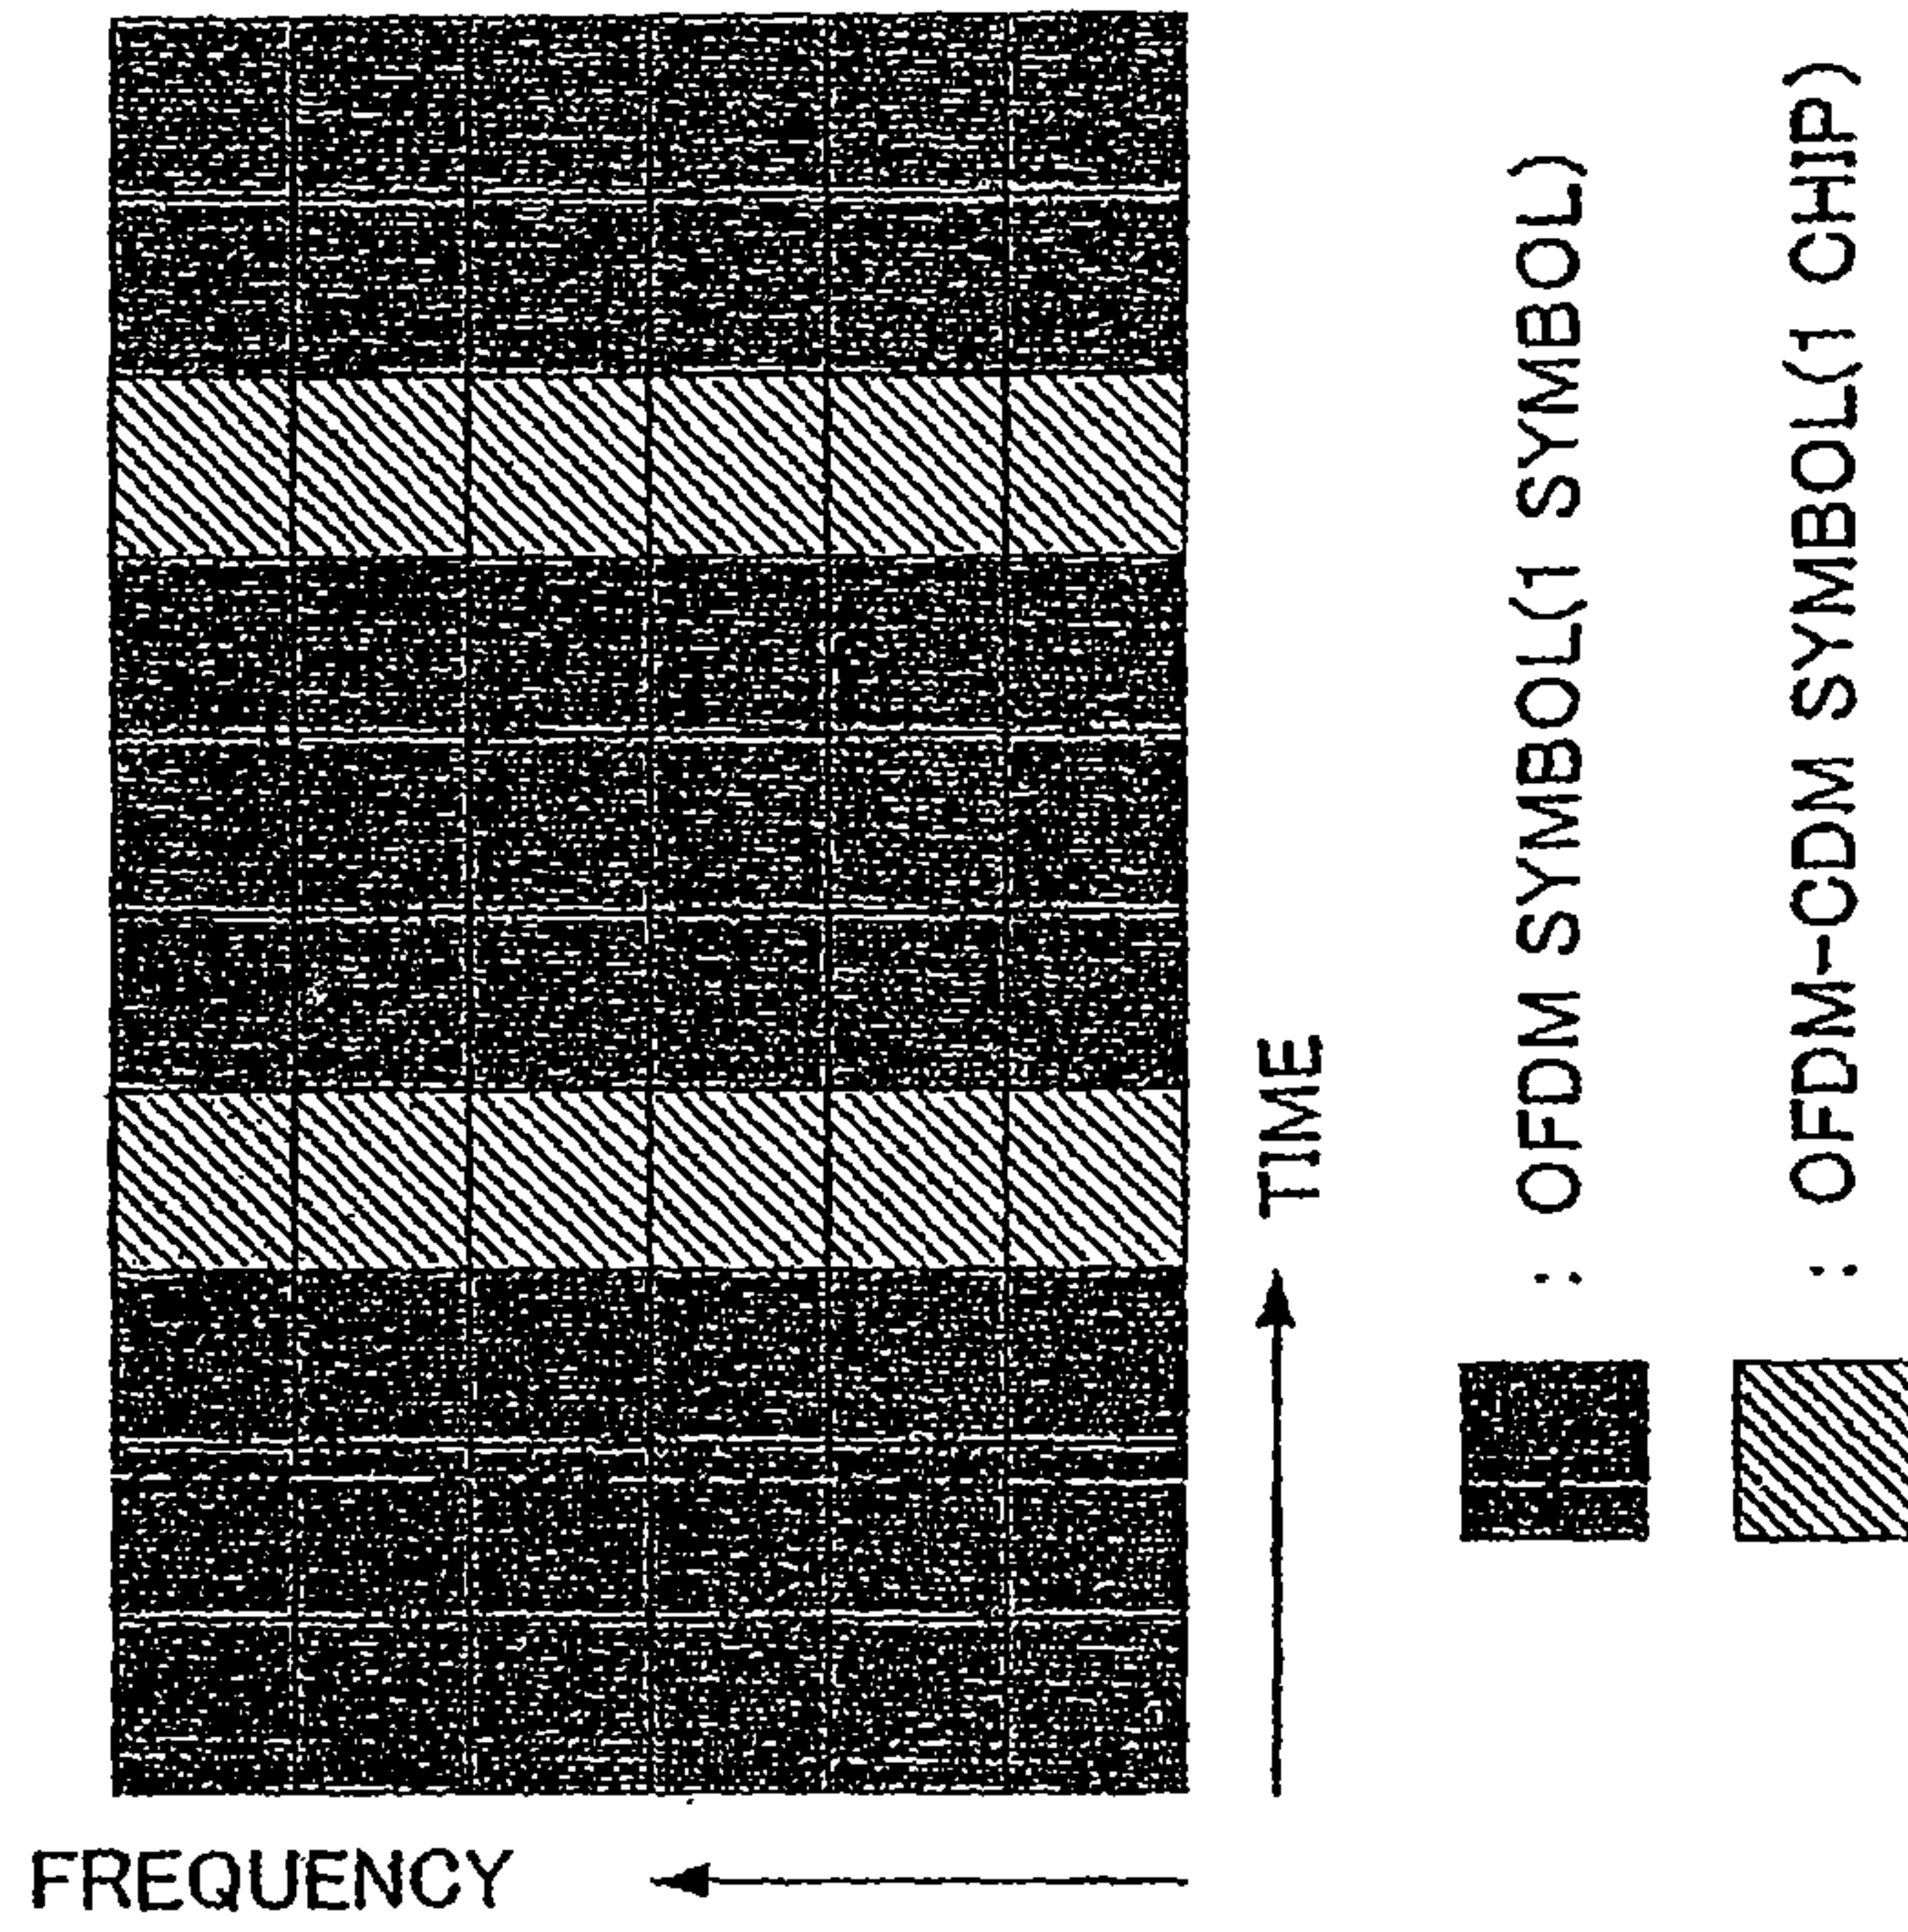 FREQUENCY
TIME
: OFDM SYMBOL(1 SYMBOL)
: OFDM-CDM SYMBOL(1 CHIP)